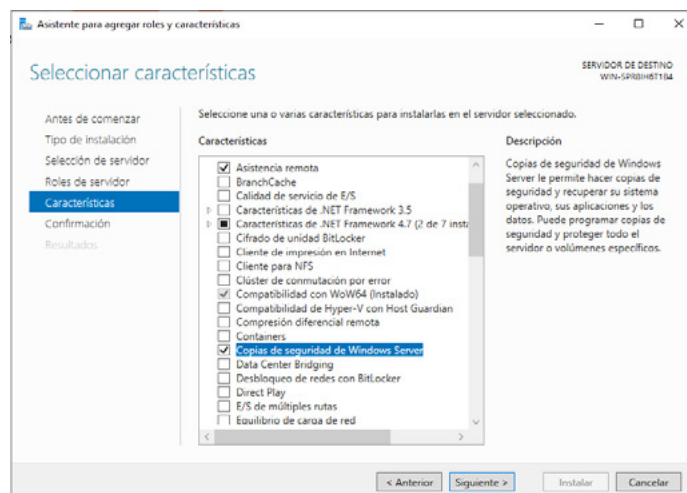 Asistente para agregar roles y características
Seleccionar características
SERVIDOR DE DESTINO
WIN-SPR8IH6T1B4
Antes de comenzar
Tipo de instalación
Selección de servidor
Roles de servidor
Características
Confirmación
Resultados
Seleccione una o varias características para instalarlas en el servidor seleccionado.
Características
Asistencia remota
BranchCache
Calidad de servicio de E/S
Características de .NET Framework 3.5
Características de .NET Framework 4.7 (2 de 7 insta
Cifrado de unidad BitLocker
Cliente de impresión en Internet
Cliente para NFS
Clúster de conmutación por error
Compatibilidad con WoW64 (Instalado)
Compatibilidad de Hyper-V con Host Guardian
Compresión diferencial remota
Containers
Copias de seguridad de Windows Server
Data Center Bridging
Desbloqueo de redes con BitLocker
Direct Play
E/S de múltiples rutas
Equilibrio de carga de red
Descripción
Copias de seguridad de Windows
Server le permite hacer copias de
seguridad y recuperar su sistema
operativo, sus aplicaciones y los
datos. Puede programar copias de
seguridad y proteger todo el
servidor o volúmenes específicos.
< Anterior
Siguiente >
Instalar
Cancelar